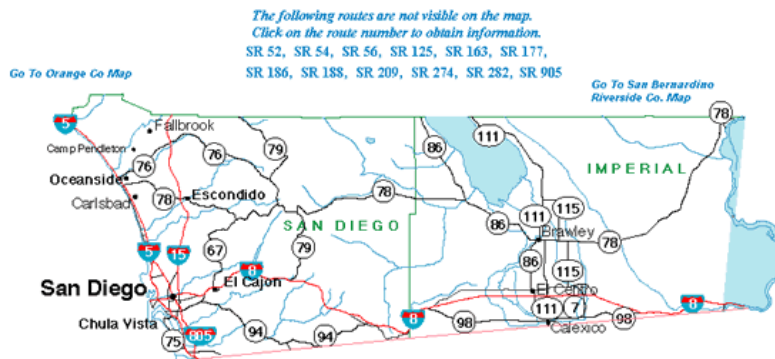 The following routes are not visible on the map.
Click on the route number to obtain information.
SR 52, SR 54, SR 56, SR 125, SR 163, SR 177,
SR 186, SR 188, SR 209, SR 274, SR 282, SR 905
Go To Orange Co Map
Go To San Bernardino
Riverside Co. Map
5
Fallbrook
Camp Pendleton
76
76
79
Oceanside
Carlsbad
78
Escondido
78
SAN DIEGO
5
15
67
8
79
San Diego
El Cajon
Chula Vista
75
805
94
94
8
86
111
78
IMPERIAL
86
111
115
Brawley
78
86
115
El Centro
111
7
98
Calexico
98
8